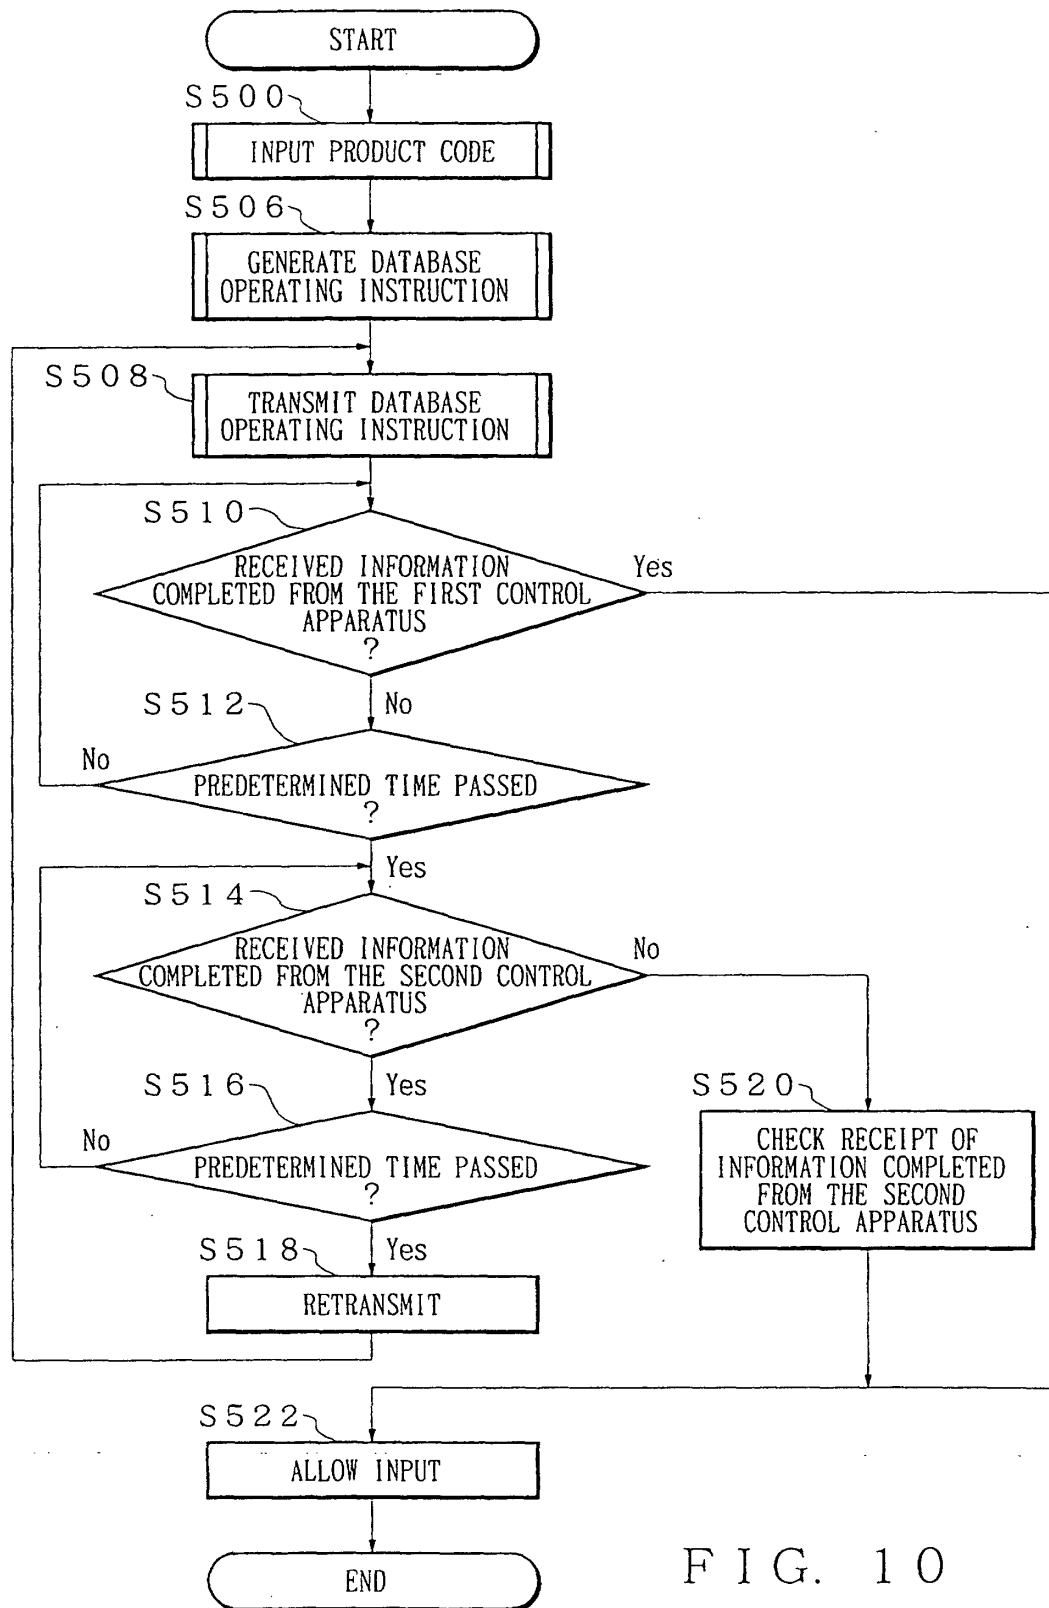 START
S500
INPUT PRODUCT CODE
S506
GENERATE DATABASE
OPERATING INSTRUCTION
S508
TRANSMIT DATABASE
OPERATING INSTRUCTION
S510
RECEIVED INFORMATION
COMPLETED FROM THE FIRST CONTROL
APPARATUS
?
Yes
No
S512
No
PREDETERMINED TIME PASSED
?
Yes
S514
RECEIVED INFORMATION
COMPLETED FROM THE SECOND CONTROL
APPARATUS
?
No
Yes
S516
No
PREDETERMINED TIME PASSED
?
Yes
S520
CHECK RECEIPT OF
INFORMATION COMPLETED
FROM THE SECOND
CONTROL APPARATUS
S518
RETRANSMIT
S522
ALLOW INPUT
END
FIG. 10